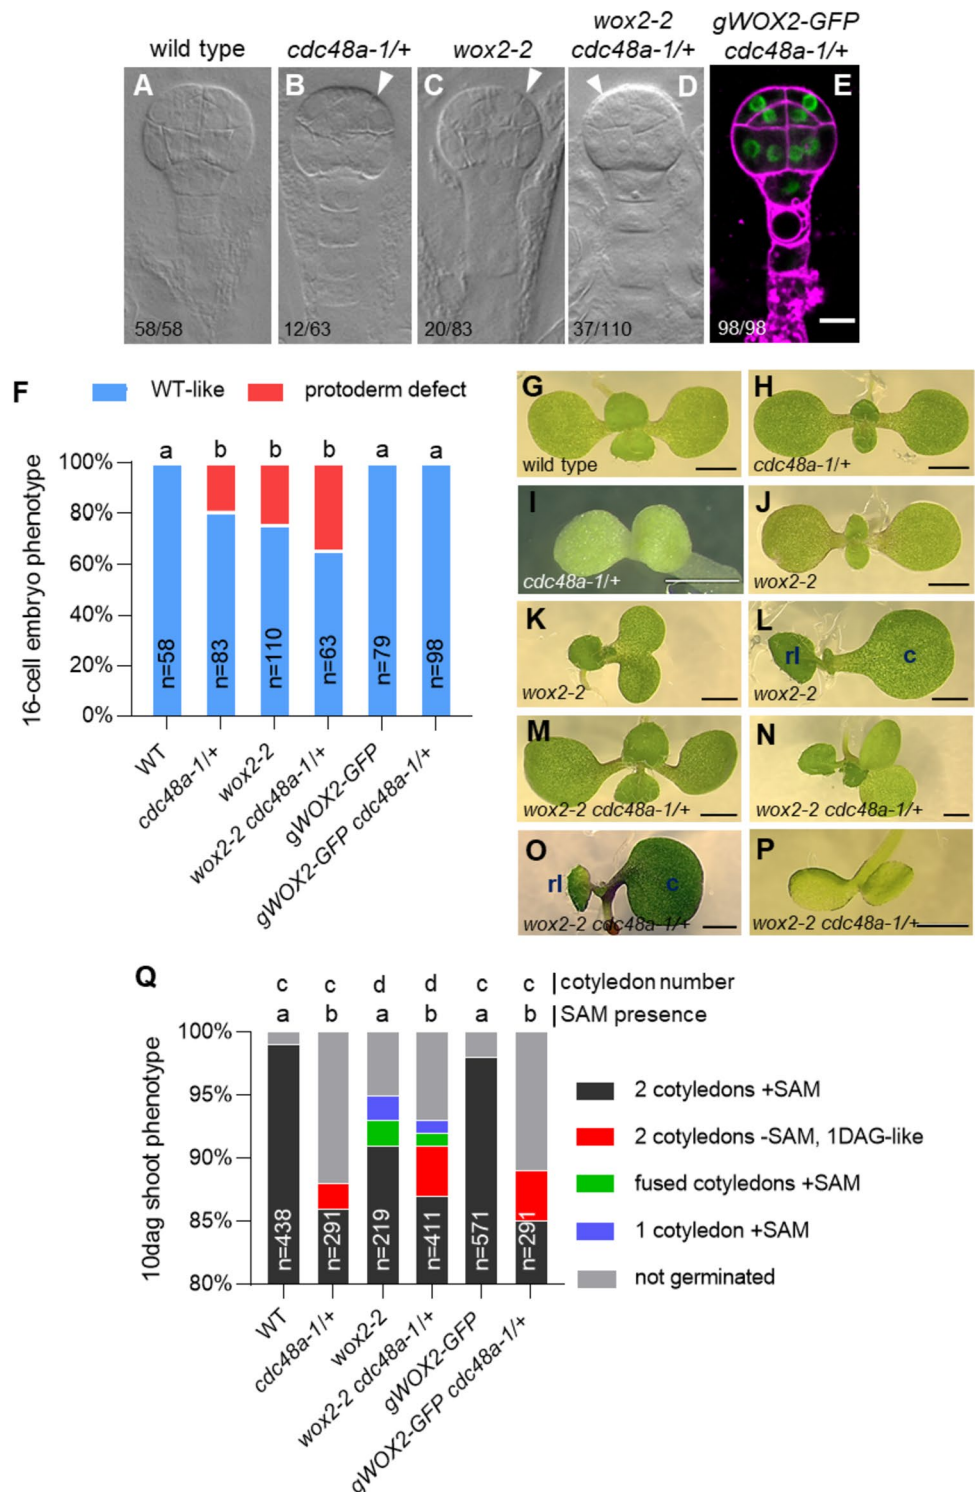 wild type
cdc48a-1/+
wox2-2
wox2-2
cdc48a-1/+
gWOX2-GFP
cdc48a-1/+
A
B
C
D
E
58/58
12/63
20/83
37/110
98/98
F
WT-like
protoderm defect
a
b
b
b
a
a
16-cell embryo phenotype
100%
80%
60%
40%
20%
0%
n=58
n=83
n=110
n=63
n=79
n=98
WT
cdc48a-1/+
wox2-2
wox2-2 cdc48a-1/+
gWOX2-GFP
gWOX2-GFP cdc48a-1/+
G
wild type
H
cdc48a-1/+
I
cdc48a-1/+
J
wox2-2
K
wox2-2
L
rl
c
wox2-2
M
wox2-2 cdc48a-1/+
N
wox2-2 cdc48a-1/+
O
rl
c
wox2-2 cdc48a-1/+
P
wox2-2 cdc48a-1/+
Q
c c d d c c |cotyledon number
a b a b a b |SAM presence
10dag shoot phenotype
100%
95%
90%
85%
80%
n=438
n=291
n=219
n=411
n=571
n=291
WT
cdc48a-1/+
wox2-2
wox2-2 cdc48a-1/+
gWOX2-GFP
gWOX2-GFP cdc48a-1/+
2 cotyledons +SAM
2 cotyledons -SAM, 1DAG-like
fused cotyledons +SAM
1 cotyledon +SAM
not germinated